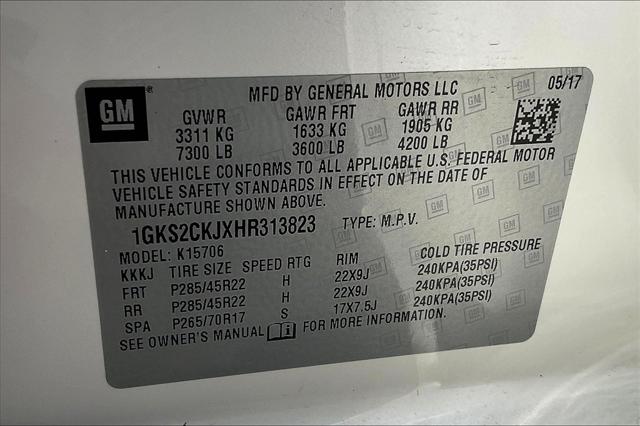 GM ® MFD BY GENERAL MOTORS LLC 05/17
GVWR GAWR FRT GAWR RR
3311 KG 1633 KG 1905 KG
7300 LB 3600 LB 4200 LB
THIS VEHICLE CONFORMS TO ALL APPLICABLE U.S. FEDERAL MOTOR
VEHICLE SAFETY STANDARDS IN EFFECT ON THE DATE OF
MANUFACTURE SHOWN ABOVE.
1GKS2CKJXHR313823 TYPE: M.P.V.
MODEL: K15706
KKKJ TIRE SIZE SPEED RTG RIM COLD TIRE PRESSURE
FRT P285/45R22 H 22X9J 240KPA(35PSI)
RR P285/45R22 H 22X9J 240KPA(35PSI)
SPA P265/70R17 S 17X7.5J 240KPA(35PSI)
SEE OWNER'S MANUAL i FOR MORE INFORMATION.